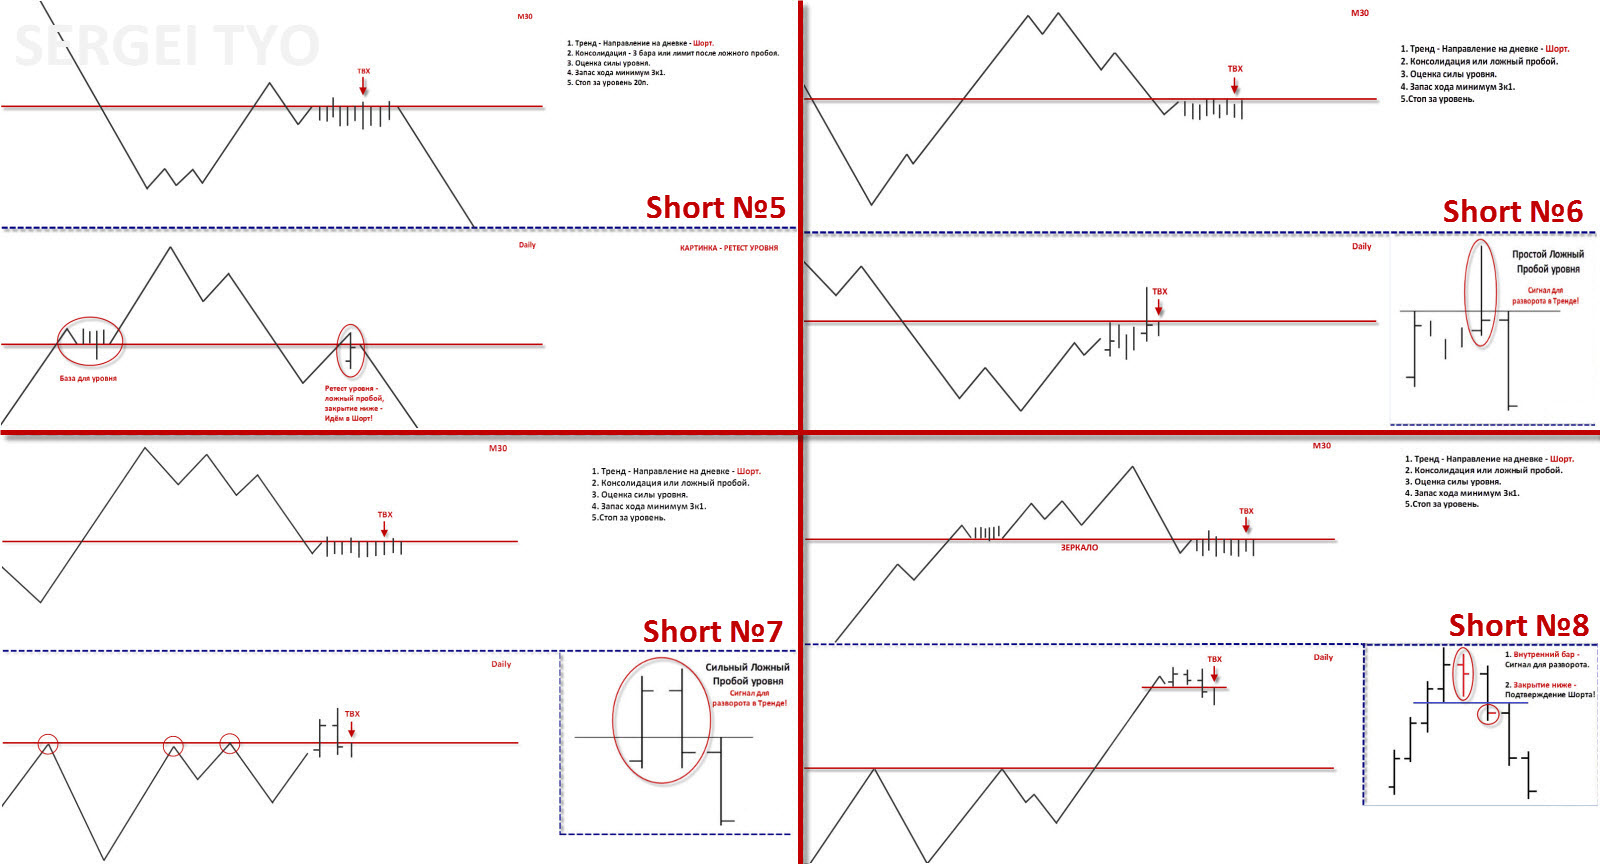 SERGEI TYO
M30
1. Тренд - Направление на дневке - Шорт.
2. Консолидация - 3 бара или лимит после ложного пробоя.
3. Оценка силы уровня.
4. Запас хода минимум 3к1.
5. Стоп за уровень 20п.
ТВХ
Short №5
Daily
КАРТИНКА - РЕТЕСТ УРОВНЯ
База для уровня
Ретест уровня -
ложный пробой,
закрытие ниже -
Идём в Шорт!
M30
1. Тренд - Направление на дневке - Шорт.
2. Консолидация или ложный пробой.
3. Оценка силы уровня.
4. Запас хода минимум 3к1.
5.Стоп за уровень.
ТВХ
Short №6
Daily
ТВХ
Простой Ложный
Пробой уровня
Сигнал для
разворота в Тренде!
M30
1. Тренд - Направление на дневке - Шорт.
2. Консолидация или ложный пробой.
3. Оценка силы уровня.
4. Запас хода минимум 3к1.
5.Стоп за уровень.
ТВХ
Short №7
Daily
ТВХ
Сильный Ложный
Пробой уровня
Сигнал для
разворота в Тренде!
M30
1. Тренд - Направление на дневке - Шорт.
2. Консолидация или ложный пробой.
3. Оценка силы уровня.
4. Запас хода минимум 3к1.
5.Стоп за уровень.
ТВХ
ЗЕРКАЛО
Short №8
Daily
ТВХ
1. Внутренний бар -
Сигнал для разворота.
2. Закрытие ниже -
Подтверждение Шорта!